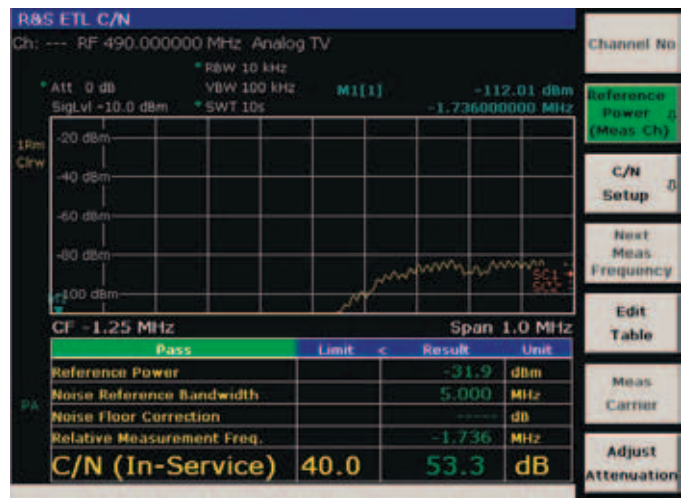 R&S ETL C/N
Ch: --- RF 490.000000 MHz Analog TV
* RBW 10 kHz
* Att 0 dB VBW 100 kHz M1[1] -112.01 dBm
SigLvl -10.0 dBm * SWT 10s -1.736000000 MHz
1Rm
Clrw
-20 dBm
-40 dBm
-60 dBm
-80 dBm
-100 dBm
SC1
CF -1.25 MHz Span 1.0 MHz
Pass Limit < Result Unit
Reference Power -31.9 dBm
Noise Reference Bandwidth 5.000 MHz
PA
Noise Floor Correction ----- dB
Relative Measurement Freq. -1.736 MHz
C/N (In-Service) 40.0 53.3 dB
Channel No
Reference
Power
(Meas Ch)
C/N
Setup
Next
Meas
Frequency
Edit
Table
Meas
Carrier
Adjust
Attenuation